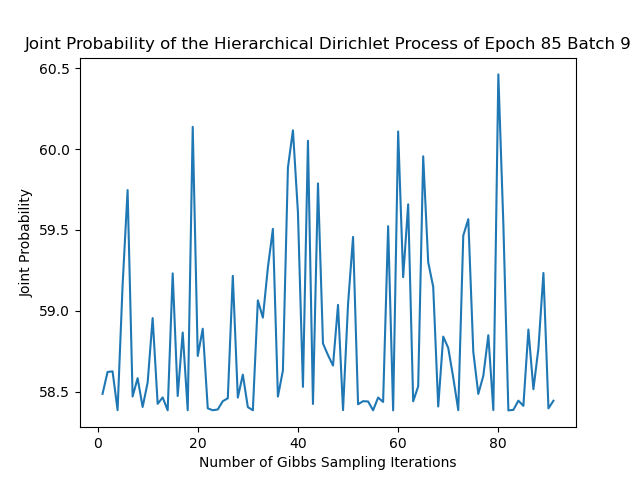 Joint Probability of the Hierarchical Dirichlet Process of Epoch 85 Batch 9
60.5
60.0
59.5
59.0
58.5
Joint Probability
0 20 40 60 80
Number of Gibbs Sampling Iterations